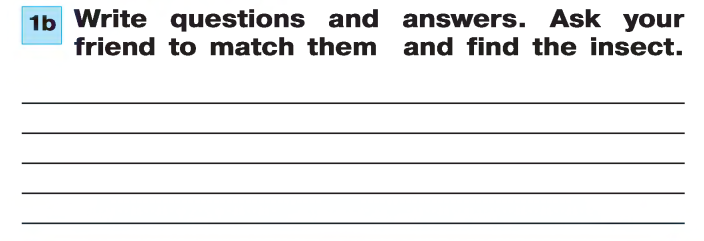 1b Write questions and answers. Ask your
friend to match them and find the insect.